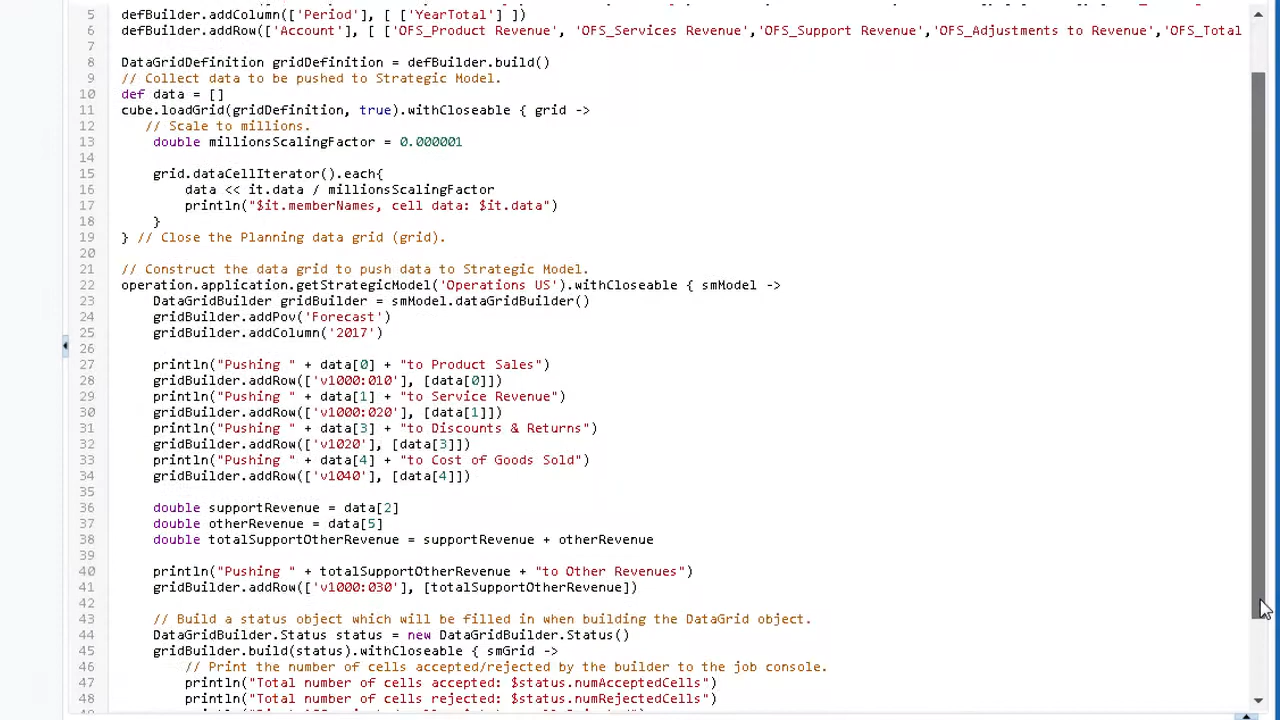 5 defBuilder.addColumn(['Period'], [ ['YearTotal'] ])
6 defBuilder.addRow(['Account'], [ ['OFS_Product Revenue', 'OFS_Services Revenue','OFS_Support Revenue','OFS_Adjustments to Revenue','OFS_Total
7
8 DataGridDefinition gridDefinition = defBuilder.build()
9 // Collect data to be pushed to Strategic Model.
10 def data = []
11 cube.loadGrid(gridDefinition, true).withCloseable { grid ->
12 // Scale to millions.
13 double millionsScalingFactor = 0.000001
14
15 grid.dataCellIterator().each{
16 data << it.data / millionsScalingFactor
17 println("$it.memberNames, cell data: $it.data")
18 }
19 } // Close the Planning data grid (grid).
20
21 // Construct the data grid to push data to Strategic Model.
22 operation.application.getStrategicModel('Operations US').withCloseable { smModel ->
23 DataGridBuilder gridBuilder = smModel.dataGridBuilder()
24 gridBuilder.addPov('Forecast')
25 gridBuilder.addColumn('2017')
26
27 println("Pushing " + data[0] + "to Product Sales")
28 gridBuilder.addRow(['v1000:010'], [data[0]])
29 println("Pushing " + data[1] + "to Service Revenue")
30 gridBuilder.addRow(['v1000:020'], [data[1]])
31 println("Pushing " + data[3] + "to Discounts & Returns")
32 gridBuilder.addRow(['v1020'], [data[3]])
33 println("Pushing " + data[4] + "to Cost of Goods Sold")
34 gridBuilder.addRow(['v1040'], [data[4]])
35
36 double supportRevenue = data[2]
37 double otherRevenue = data[5]
38 double totalSupportOtherRevenue = supportRevenue + otherRevenue
39
40 println("Pushing " + totalSupportOtherRevenue + "to Other Revenues")
41 gridBuilder.addRow(['v1000:030'], [totalSupportOtherRevenue])
42
43 // Build a status object which will be filled in when building the DataGrid object.
44 DataGridBuilder.Status status = new DataGridBuilder.Status()
45 gridBuilder.build(status).withCloseable { smGrid ->
46 // Print the number of cells accepted/rejected by the builder to the job console.
47 println("Total number of cells accepted: $status.numAcceptedCells")
48 println("Total number of cells rejected: $status.numRejectedCells")